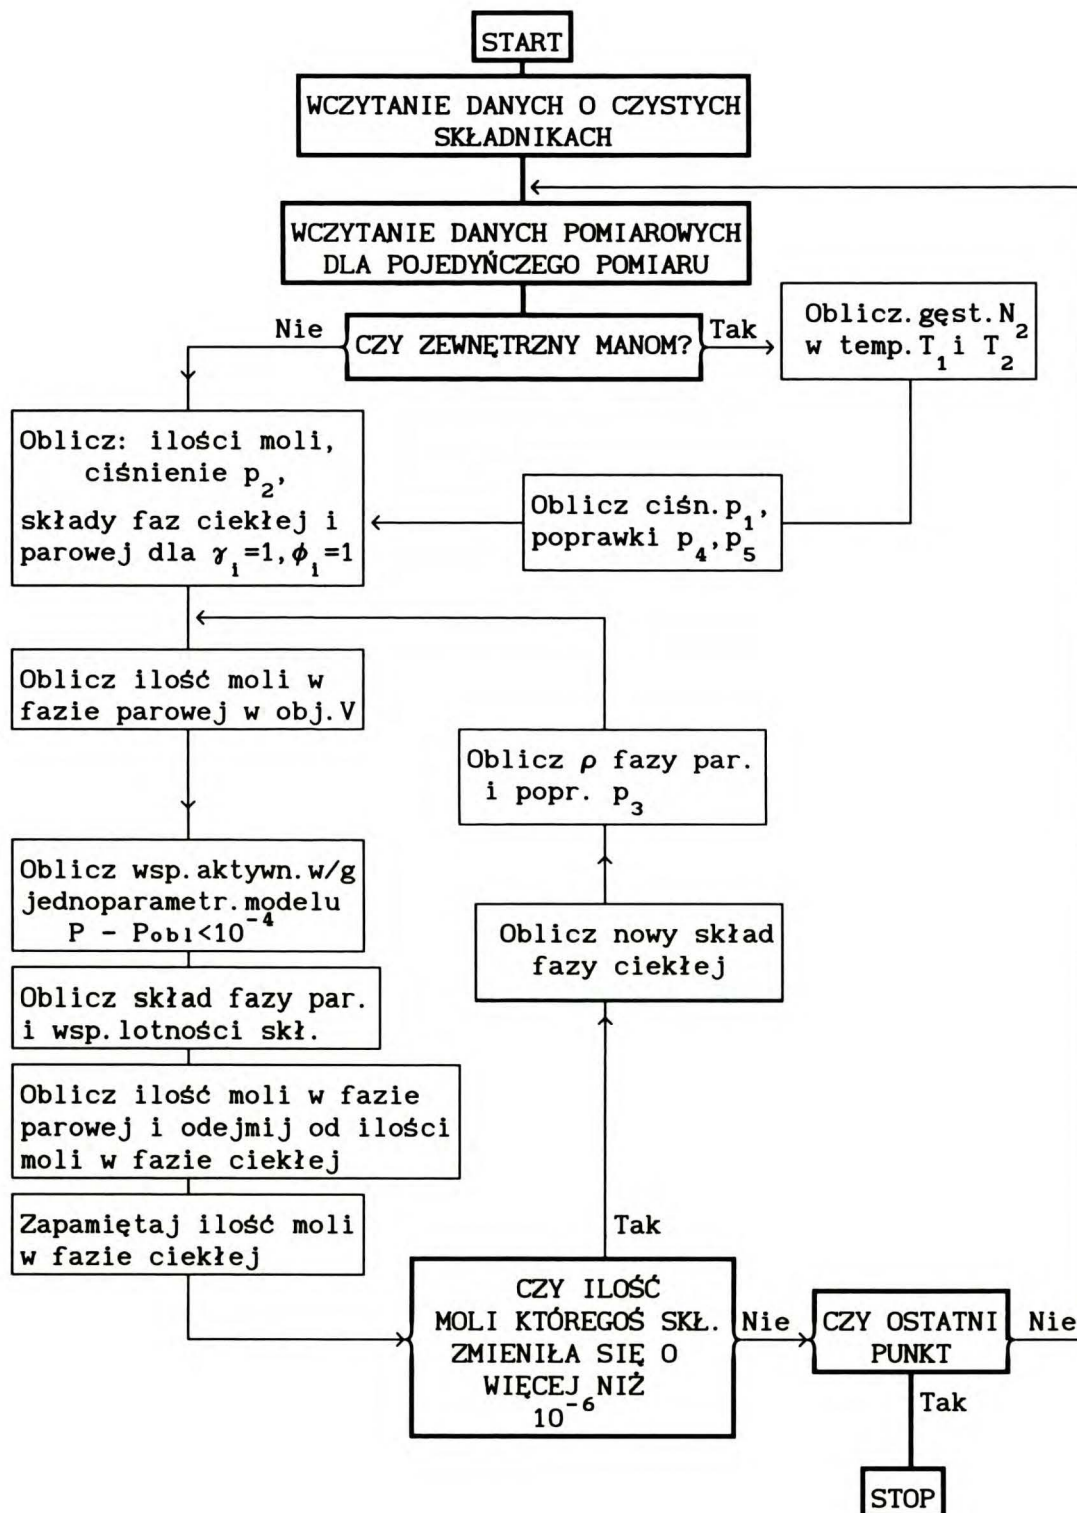 START
WCZYTANIE DANYCH O CZYSTYCH
SKŁADNIKACH
WCZYTANIE DANYCH POMIAROWYCH
DLA POJEDYŃCZEGO POMIARU
Nie
CZY ZEWNĘTRZNY MANOM?
Tak
Oblicz.gęst.N₂
w temp.T₁ i T₂
Oblicz: ilości moli,
ciśnienie p₂,
składy faz ciekłej i
parowej dla γᵢ=1,ϕᵢ=1
Oblicz ciśn.p₁,
poprawki p₄,p₅
Oblicz ilość moli w
fazie parowej w obj.V
Oblicz ρ fazy par.
i popr. p₃
Oblicz wsp.aktywn.w/g
jednoparametr.modelu
P - Pobl<10⁻⁴
Oblicz nowy skład
fazy ciekłej
Oblicz skład fazy par.
i wsp.lotności skł.
Oblicz ilość moli w fazie
parowej i odejmij od ilości
moli w fazie ciekłej
Zapamiętaj ilość moli
w fazie ciekłej
Tak
CZY ILOŚĆ
MOLI KTÓREGOŚ SKŁ.
ZMIENIŁA SIĘ O
WIĘCEJ NIŻ
10⁻⁶
Nie
CZY OSTATNI
PUNKT
Nie
Tak
STOP